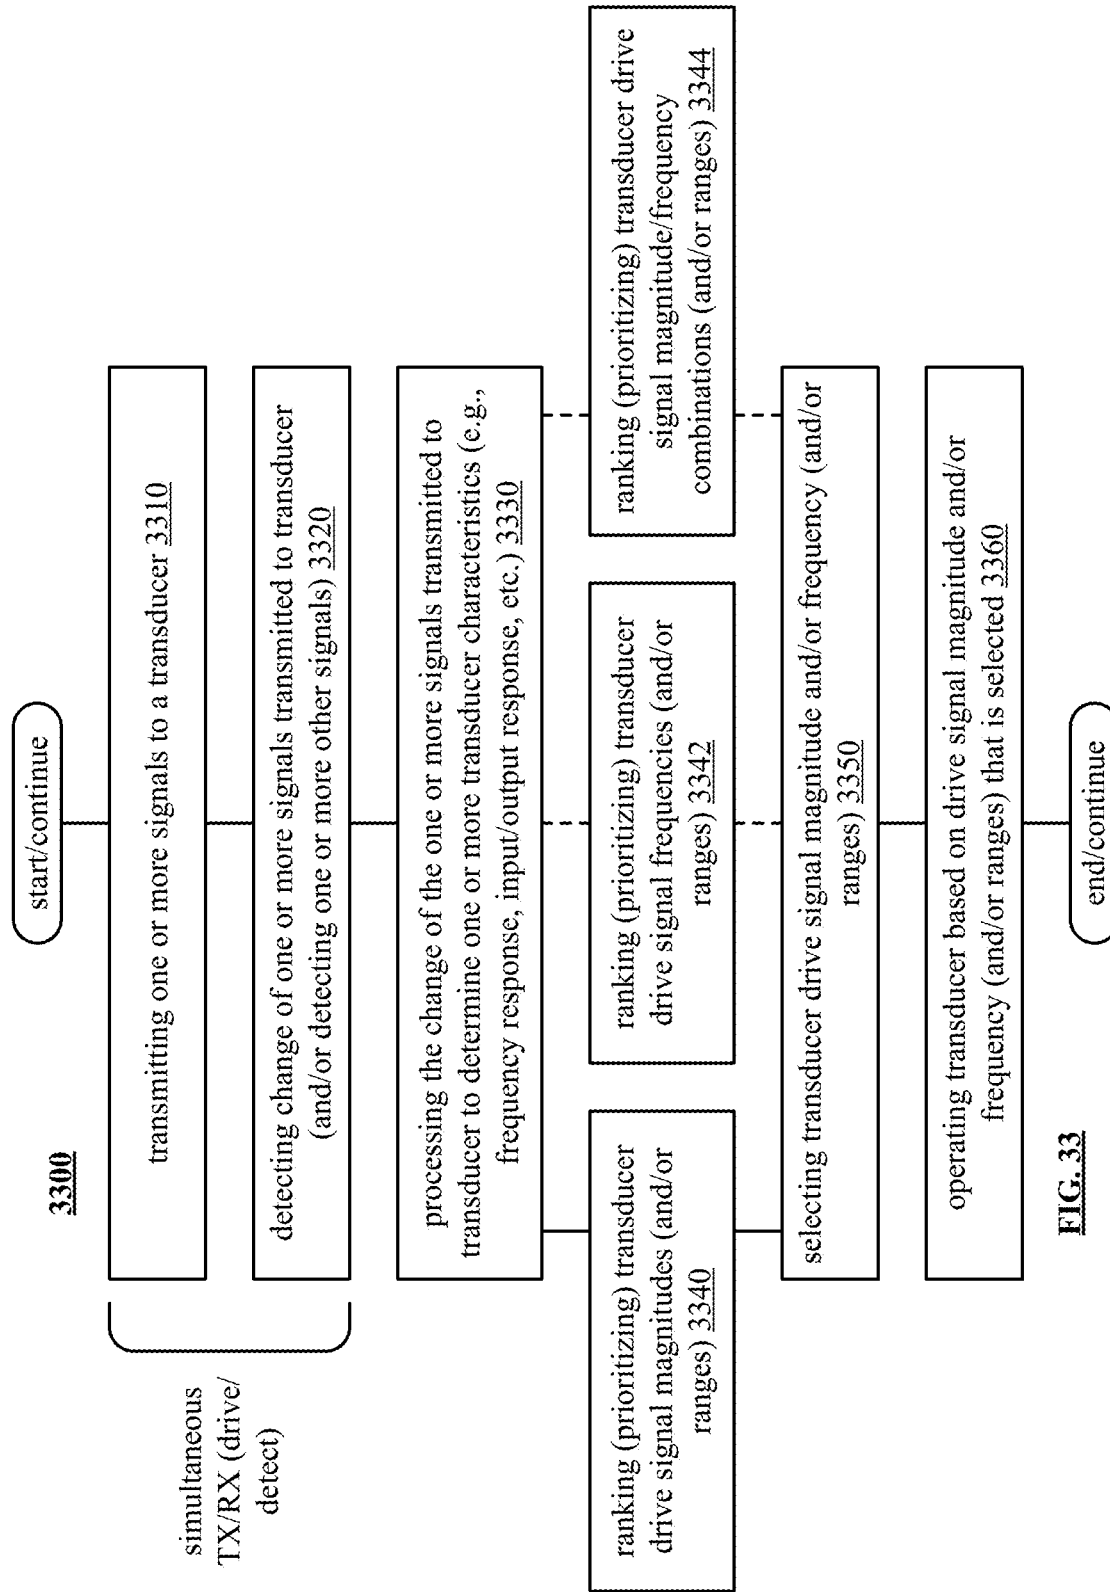 3300
start/continue
simultaneous
TX/RX (drive/
detect)
transmitting one or more signals to a transducer 3310
detecting change of one or more signals transmitted to transducer
(and/or detecting one or more other signals) 3320
processing the change of the one or more signals transmitted to
transducer to determine one or more transducer characteristics (e.g.,
frequency response, input/output response, etc.) 3330
ranking (prioritizing) transducer
drive signal magnitudes (and/or
ranges) 3340
ranking (prioritizing) transducer
drive signal frequencies (and/or
ranges) 3342
ranking (prioritizing) transducer drive
signal magnitude/frequency
combinations (and/or ranges) 3344
selecting transducer drive signal magnitude and/or frequency (and/or
ranges) 3350
operating transducer based on drive signal magnitude and/or
frequency (and/or ranges) that is selected 3360
FIG. 33
end/continue